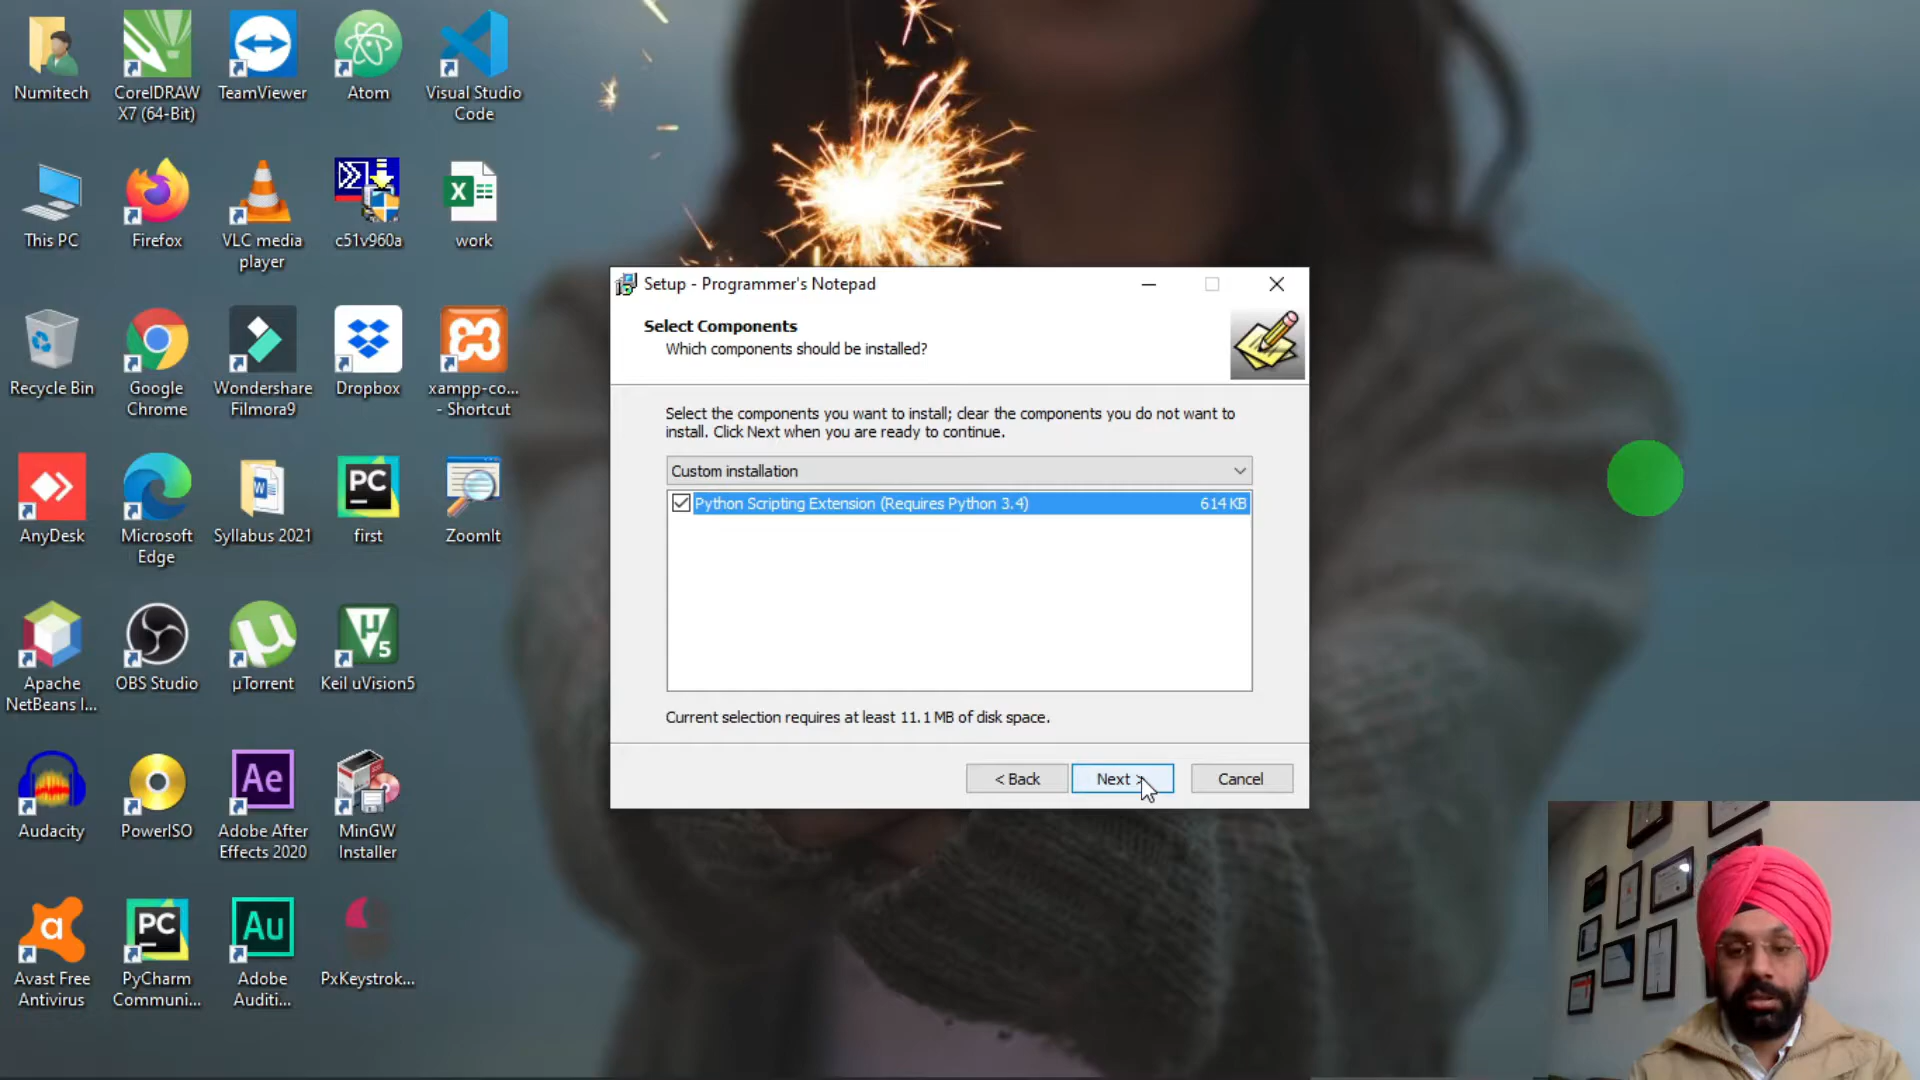 Numitech
CorelDRAW
X7 (64-Bit)
TeamViewer
Atom
Visual Studio
Code
This PC
Firefox
VLC media
player
c51v960a
X
work
Recycle Bin
Google
Chrome
Wondershare
Filmora9
Dropbox
xampp-co...
- Shortcut
AnyDesk
Microsoft
Edge
W
Syllabus 2021
PC
first
ZoomIt
Apache
NetBeans I...
OBS Studio
µ
µTorrent
µ
V5
Keil uVision5
Audacity
PowerISO
Ae
Adobe After
Effects 2020
MinGW
Installer
a
Avast Free
Antivirus
PC
PyCharm
Communi...
Au
Adobe
Auditi...
PxKeystrok...
Setup - Programmer's Notepad
Select Components
Which components should be installed?
Select the components you want to install; clear the components you do not want to
install. Click Next when you are ready to continue.
Custom installation
Python Scripting Extension (Requires Python 3.4) 614 KB
Current selection requires at least 11.1 MB of disk space.
< Back
Next >
Cancel